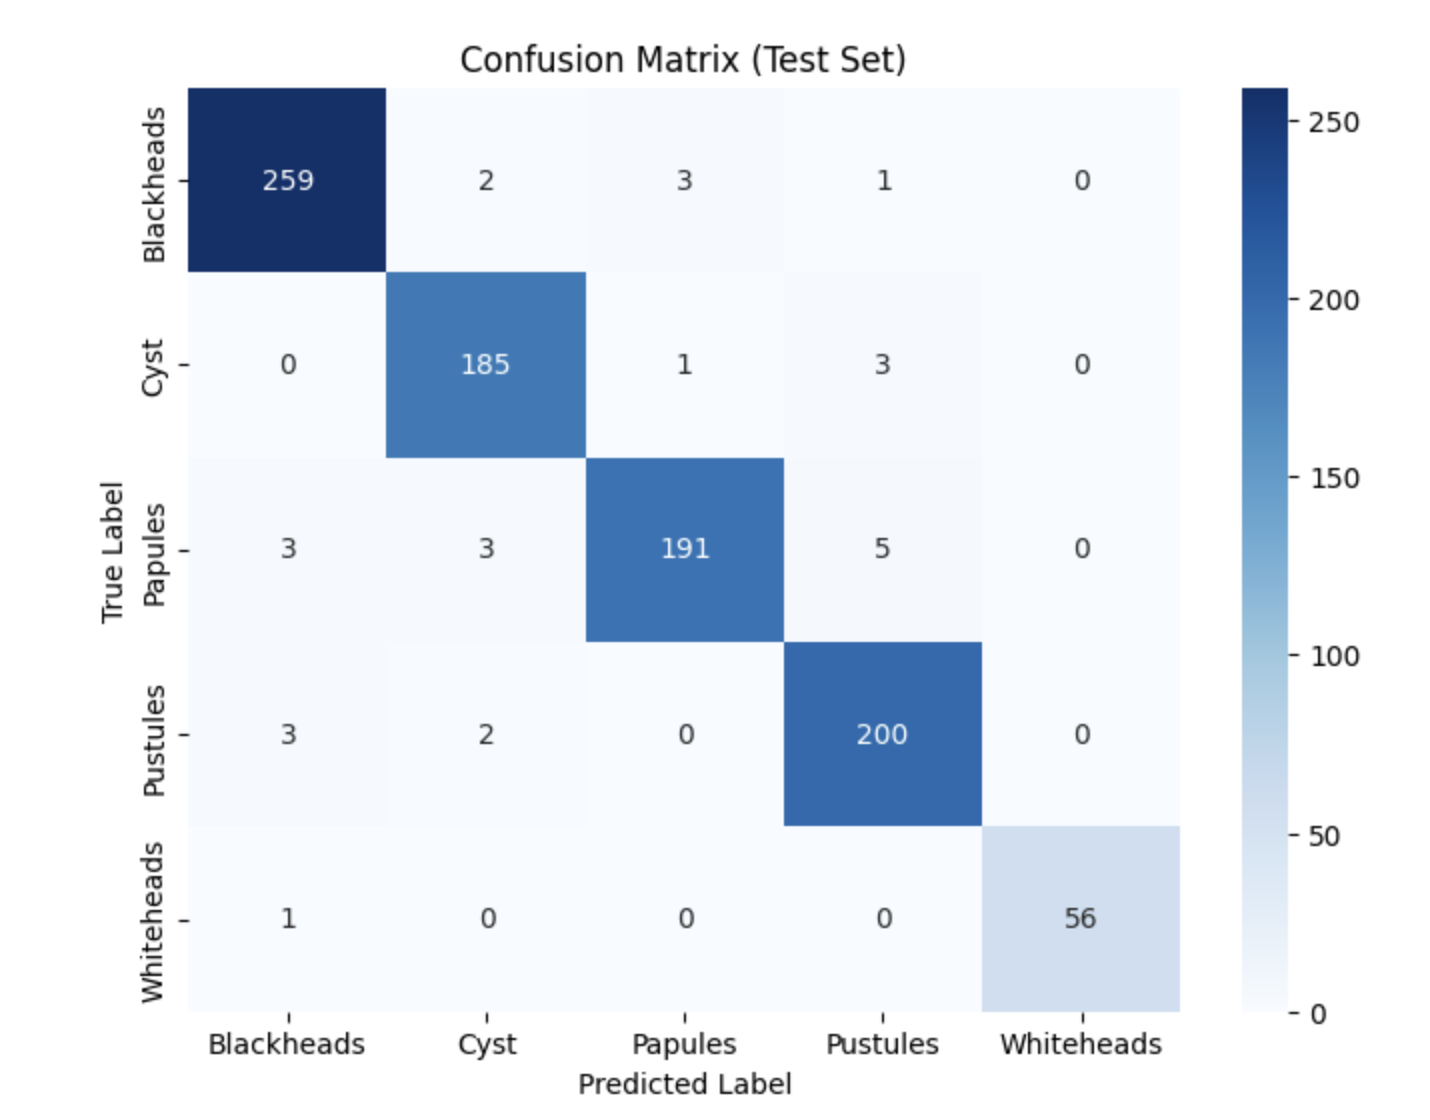 Confusion Matrix (Test Set)
True Label
Blackheads 259 2 3 1 0
Cyst 0 185 1 3 0
Papules 3 3 191 5 0
Pustules 3 2 0 200 0
Whiteheads 1 0 0 0 56
Blackheads Cyst Papules Pustules Whiteheads
Predicted Label
250
200
150
100
50
0